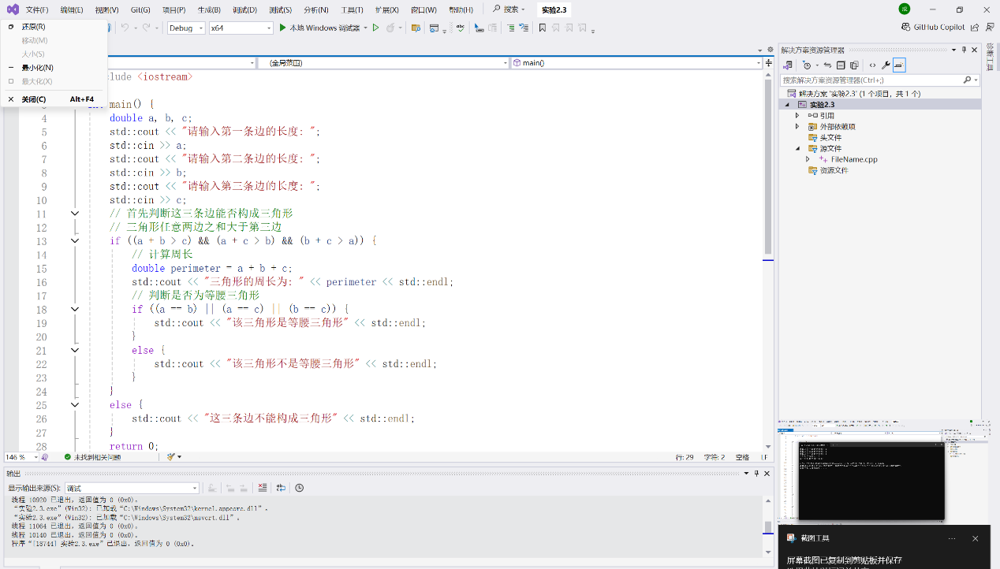 文件(F) 编辑(E) 视图(V) Git(G) 项目(P) 生成(B) 调试(D) 测试(S) 分析(N) 工具(T) 扩展(X) 窗口(W) 帮助(H) 搜索 实验2.3
还原(R)
移动(M)
大小(S)
最小化(N)
最大化(X)
关闭(C) Alt+F4
Debug x64 本地 Windows 调试器 GitHub Copilot
(全局范围) main()
lude <iostream>
main() {
4 double a, b, c;
5 std::cout << "请输入第一条边的长度: ";
6 std::cin >> a;
7 std::cout << "请输入第二条边的长度: ";
8 std::cin >> b;
9 std::cout << "请输入第三条边的长度: ";
10 std::cin >> c;
11 // 首先判断这三条边能否构成三角形
12 // 三角形任意两边之和大于第三边
13 if ((a + b > c) && (a + c > b) && (b + c > a)) {
14 // 计算周长
15 double perimeter = a + b + c;
16 std::cout << "三角形的周长为: " << perimeter << std::endl;
17 // 判断是否为等腰三角形
18 if ((a == b) || (a == c) || (b == c)) {
19 std::cout << "该三角形是等腰三角形" << std::endl;
20 }
21 else {
22 std::cout << "该三角形不是等腰三角形" << std::endl;
23 }
24 }
25 else {
26 std::cout << "这三条边不能构成三角形" << std::endl;
27 }
28 return 0;
146 % 未找到相关问题 行: 29 字符: 2 空格 LF
输出
显示输出来源(S): 调试
线程 10920 已退出，返回值为 0 (0x0)。
“实验2.3.exe”(Win32): 已加载“C:\Windows\System32\kernel.appcore.dll”。
“实验2.3.exe”(Win32): 已加载“C:\Windows\System32\msvcrt.dll”。
线程 11064 已退出，返回值为 0 (0x0)。
线程 10140 已退出，返回值为 0 (0x0)。
程序“[18744] 实验2.3.exe”已退出，返回值为 0 (0x0)。
解决方案资源管理器
搜索解决方案资源管理器(Ctrl+;)
解决方案 '实验2.3' (1 个项目，共 1 个)
实验2.3
引用
外部依赖项
头文件
源文件
FileName.cpp
资源文件
诊断工具
截图工具
屏幕截图已复制到剪贴板并保存